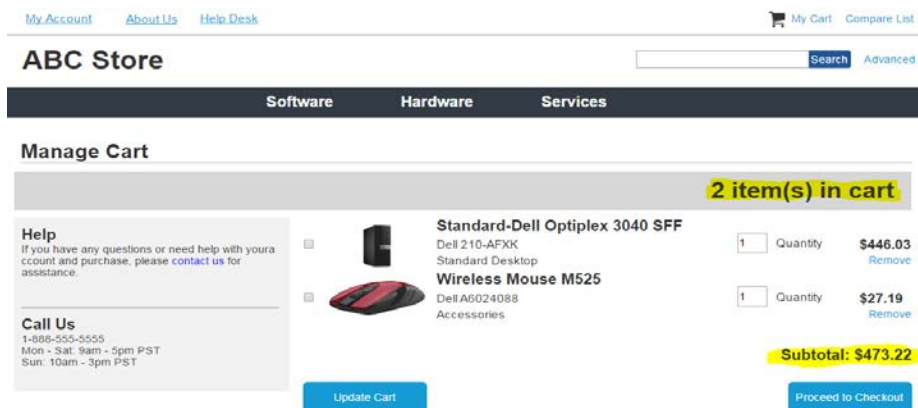 My Account About Us Help Desk My Cart Compare List
ABC Store Search Advanced
Software Hardware Services
Manage Cart
2 item(s) in cart
Help
If you have any questions or need help with youra
ccount and purchase, please contact us for
assistance.
Call Us
1-888-555-5555
Mon - Sat: 9am - 5pm PST
Sun: 10am - 3pm PST
Standard-Dell Optiplex 3040 SFF
Dell 210-AFXK 1 Quantity $446.03
Standard Desktop Remove
Wireless Mouse M525
Dell A6024088 1 Quantity $27.19
Accessories Remove
Subtotal: $473.22
Update Cart Proceed to Checkout